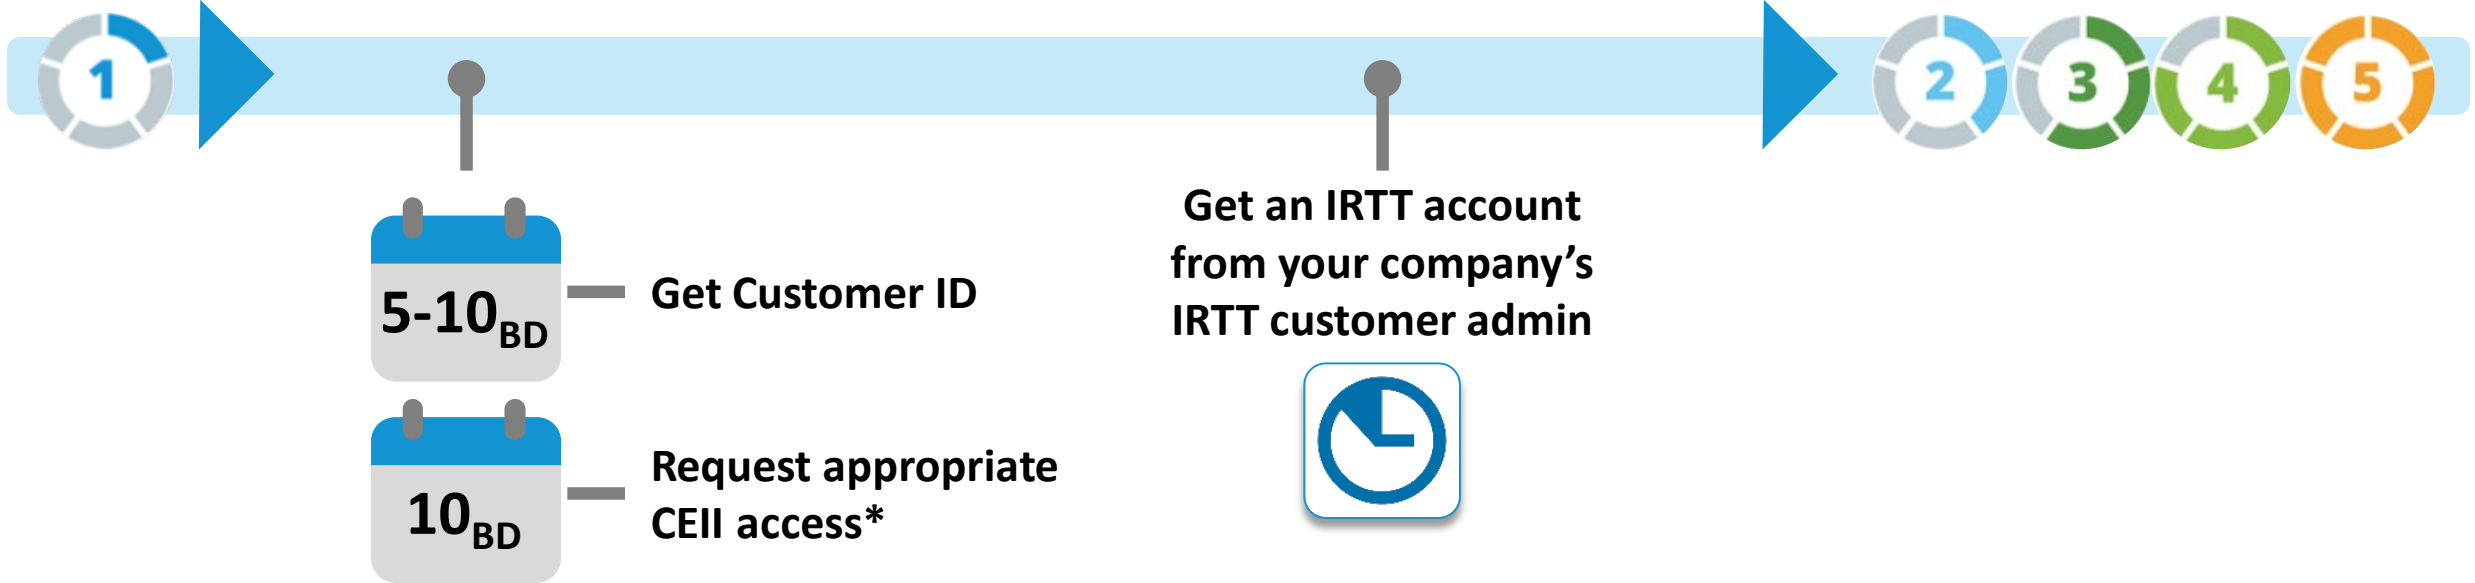 1
2
3
4
5
5-10BD
Get Customer ID
10BD
Request appropriate
CEII access*
Get an IRTT account
from your company’s
IRTT customer admin